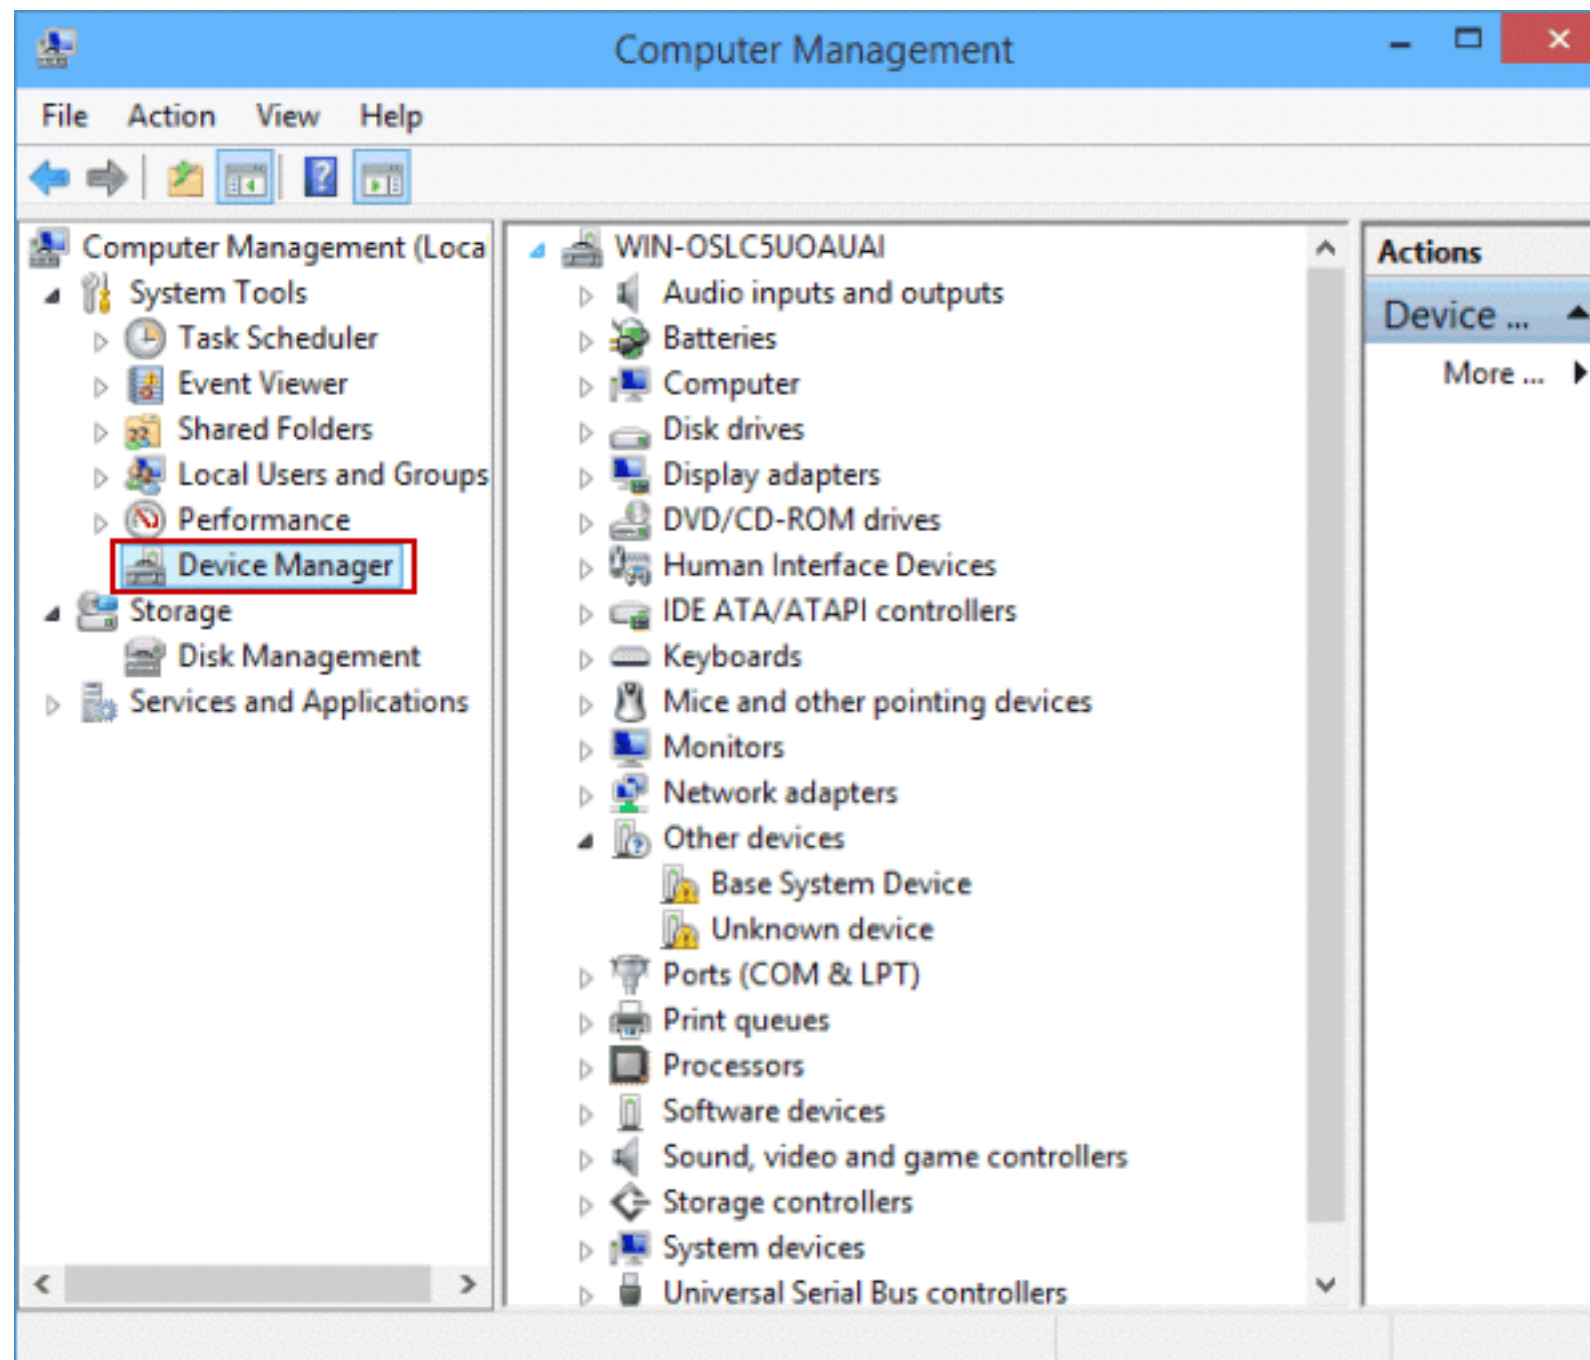 Computer Management
File Action View Help
Computer Management (Loca
System Tools
Task Scheduler
Event Viewer
Shared Folders
Local Users and Groups
Performance
Device Manager
Storage
Disk Management
Services and Applications
WIN-OSLC5UOAUAI
Audio inputs and outputs
Batteries
Computer
Disk drives
Display adapters
DVD/CD-ROM drives
Human Interface Devices
IDE ATA/ATAPI controllers
Keyboards
Mice and other pointing devices
Monitors
Network adapters
Other devices
Base System Device
Unknown device
Ports (COM & LPT)
Print queues
Processors
Software devices
Sound, video and game controllers
Storage controllers
System devices
Universal Serial Bus controllers
Actions
Device ...
More ...